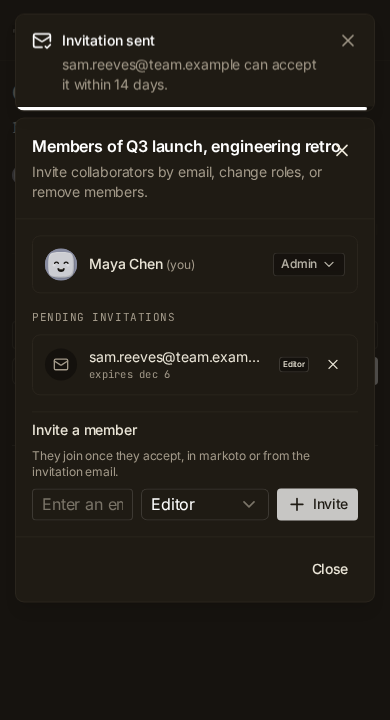 Invitation sent
sam.reeves@team.example can accept
it within 14 days.
Members of Q3 launch, engineering retro
Invite collaborators by email, change roles, or
remove members.
Maya Chen (you)
Admin
PENDING INVITATIONS
sam.reeves@team.exam...
expires dec 6
Editor
Invite a member
They join once they accept, in markoto or from the
invitation email.
Enter an en
Editor
Invite
Close